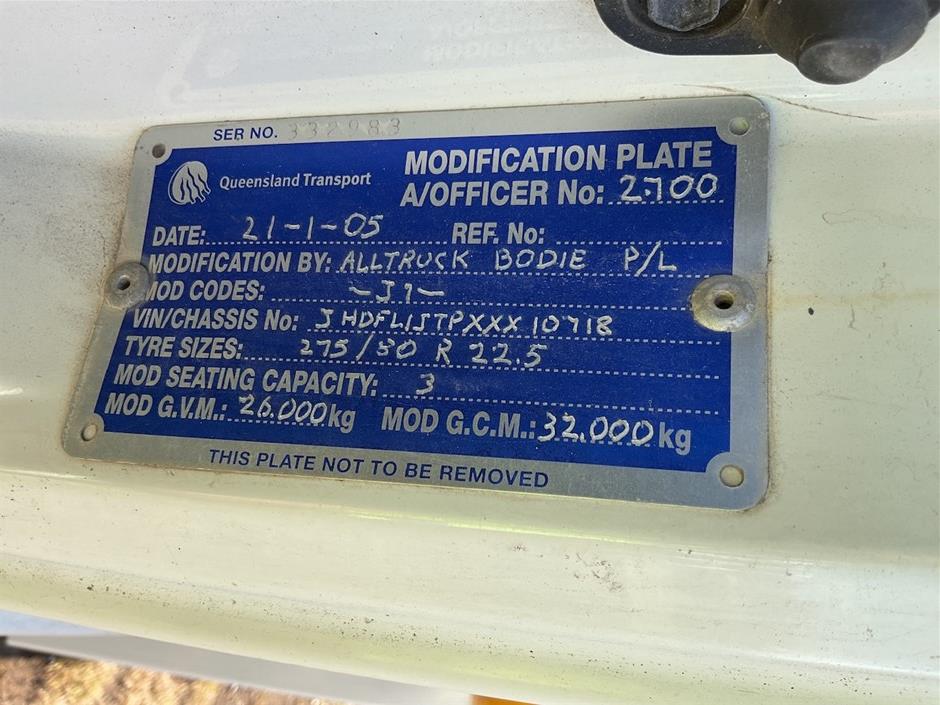 SER NO. 332983
Queensland Transport
MODIFICATION PLATE
A/OFFICER No: 2700
DATE: 21-1-05 REF. No:
MODIFICATION BY: ALLTRUCK BODIE P/L
MOD CODES: -J1-
VIN/CHASSIS No: JHDFL1JTPXXX10718
TYRE SIZES: 275/80 R 22.5
MOD SEATING CAPACITY: 3
MOD G.V.M.: 26.000kg MOD G.C.M.: 32.000kg
THIS PLATE NOT TO BE REMOVED